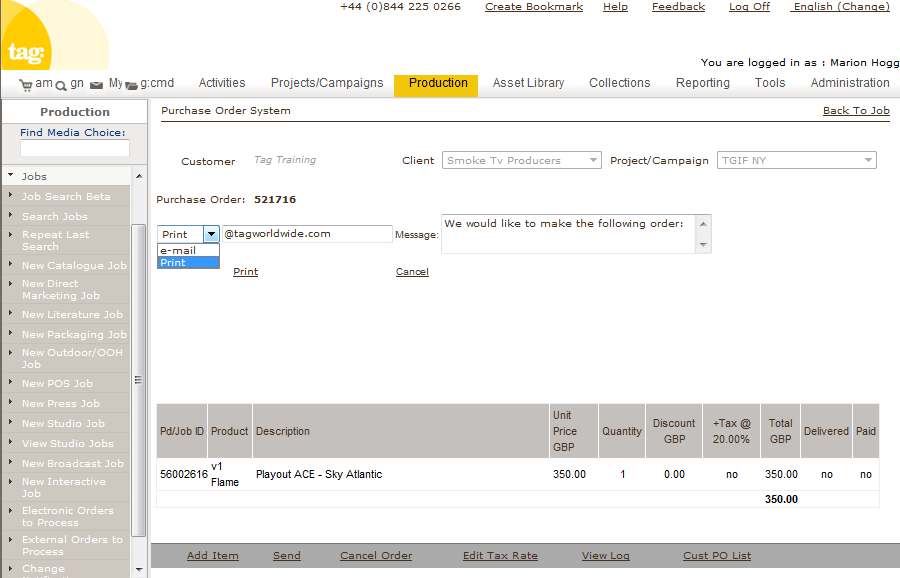 +44 (0)844 225 0266 Create Bookmark Help Feedback Log Off English (Change)
tag:
You are logged in as : Marion Hogg
am gn My g:cmd Activities Projects/Campaigns Production Asset Library Collections Reporting Tools Administration
Production
Find Media Choice:
Jobs
Job Search Beta
Search Jobs
Repeat Last
Search
New Catalogue Job
New Direct
Marketing Job
New Literature Job
New Packaging Job
New Outdoor/OOH
Job
New POS Job
New Press Job
New Studio Job
View Studio Jobs
New Broadcast Job
New Interactive
Job
Electronic Orders
to Process
External Orders to
Process
Change
Purchase Order System Back To Job
Customer Tag Training Client Smoke Tv Producers Project/Campaign TGIF NY
Purchase Order: 521716
Print @tagworldwide.com Message: We would like to make the following order:
e-mail
Print
Print Cancel
Pd/Job ID Product Description Unit Price GBP Quantity Discount GBP +Tax @ 20.00% Total GBP Delivered Paid
56002616 v1 Flame Playout ACE - Sky Atlantic 350.00 1 0.00 no 350.00 no no
350.00
Add Item Send Cancel Order Edit Tax Rate View Log Cust PO List